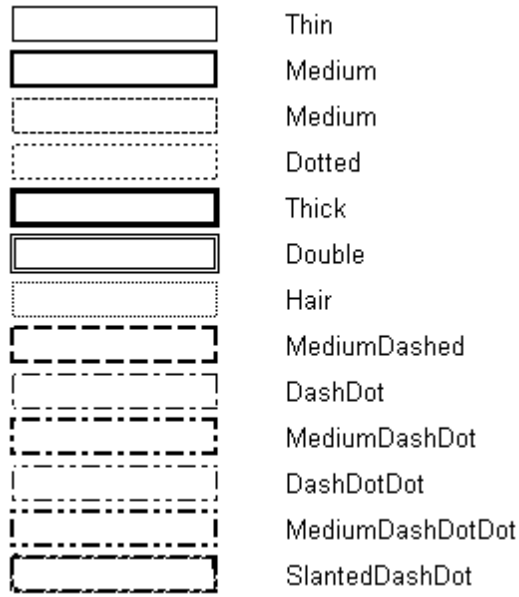 Thin
Medium
Medium
Dotted
Thick
Double
Hair
MediumDashed
DashDot
MediumDashDot
DashDotDot
MediumDashDotDot
SlantedDashDot